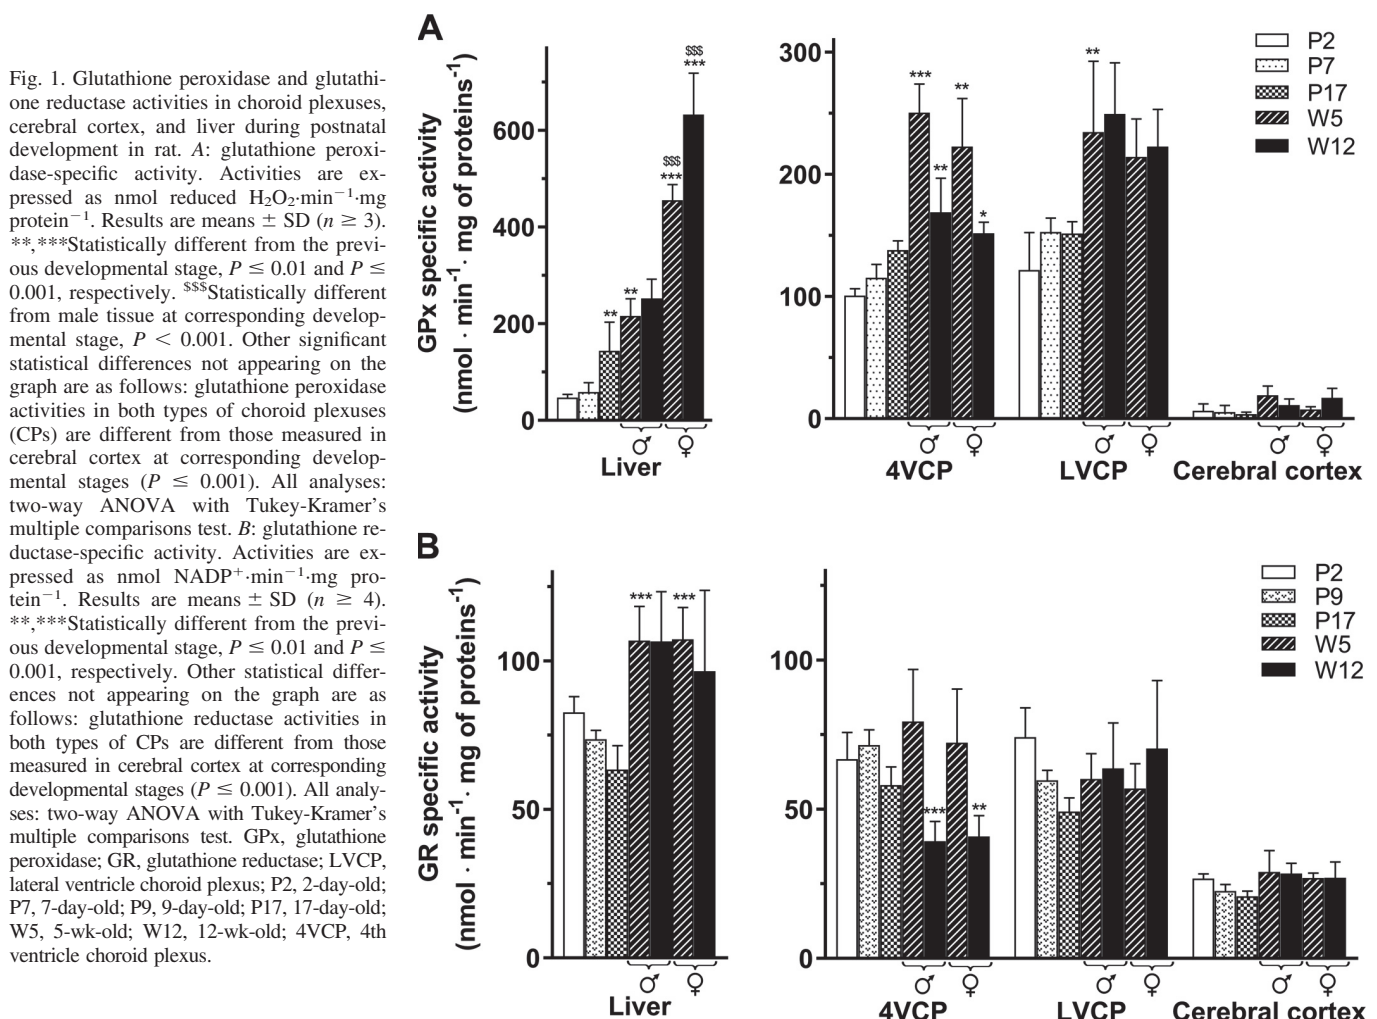 Fig. 1. Glutathione peroxidase and glutathi-
one reductase activities in choroid plexuses,
cerebral cortex, and liver during postnatal
development in rat. A: glutathione peroxi-
dase-specific activity. Activities are ex-
pressed as nmol reduced H₂O₂·min⁻¹·mg
protein⁻¹. Results are means ± SD (n ≥ 3).
**,***Statistically different from the previ-
ous developmental stage, P ≤ 0.01 and P ≤
0.001, respectively. $$$Statistically different
from male tissue at corresponding develop-
mental stage, P < 0.001. Other significant
statistical differences not appearing on the
graph are as follows: glutathione peroxidase
activities in both types of choroid plexuses
(CPs) are different from those measured in
cerebral cortex at corresponding develop-
mental stages (P ≤ 0.001). All analyses:
two-way ANOVA with Tukey-Kramer's
multiple comparisons test. B: glutathione re-
ductase-specific activity. Activities are ex-
pressed as nmol NADP⁺·min⁻¹·mg pro-
tein⁻¹. Results are means ± SD (n ≥ 4).
**,***Statistically different from the previ-
ous developmental stage, P ≤ 0.01 and P ≤
0.001, respectively. Other statistical differ-
ences not appearing on the graph are as
follows: glutathione reductase activities in
both types of CPs are different from those
measured in cerebral cortex at corresponding
developmental stages (P ≤ 0.001). All analy-
ses: two-way ANOVA with Tukey-Kramer's
multiple comparisons test. GPx, glutathione
peroxidase; GR, glutathione reductase; LVCP,
lateral ventricle choroid plexus; P2, 2-day-old;
P7, 7-day-old; P9, 9-day-old; P17, 17-day-old;
W5, 5-wk-old; W12, 12-wk-old; 4VCP, 4th
ventricle choroid plexus.
A
GPx specific activity
(nmol · min⁻¹· mg of proteins⁻¹)
600
400
200
0
**
**
$$$
***
$$$
***
♂ ♀
Liver
300
200
100
0
***
**
**
*
**
♂ ♀ ♂ ♀ ♂ ♀
4VCP LVCP Cerebral cortex
P2
P7
P17
W5
W12
B
GR specific activity
(nmol · min⁻¹· mg of proteins⁻¹)
100
50
0
***
***
♂ ♀
Liver
100
50
0
***
**
♂ ♀ ♂ ♀ ♂ ♀
4VCP LVCP Cerebral cortex
P2
P9
P17
W5
W12